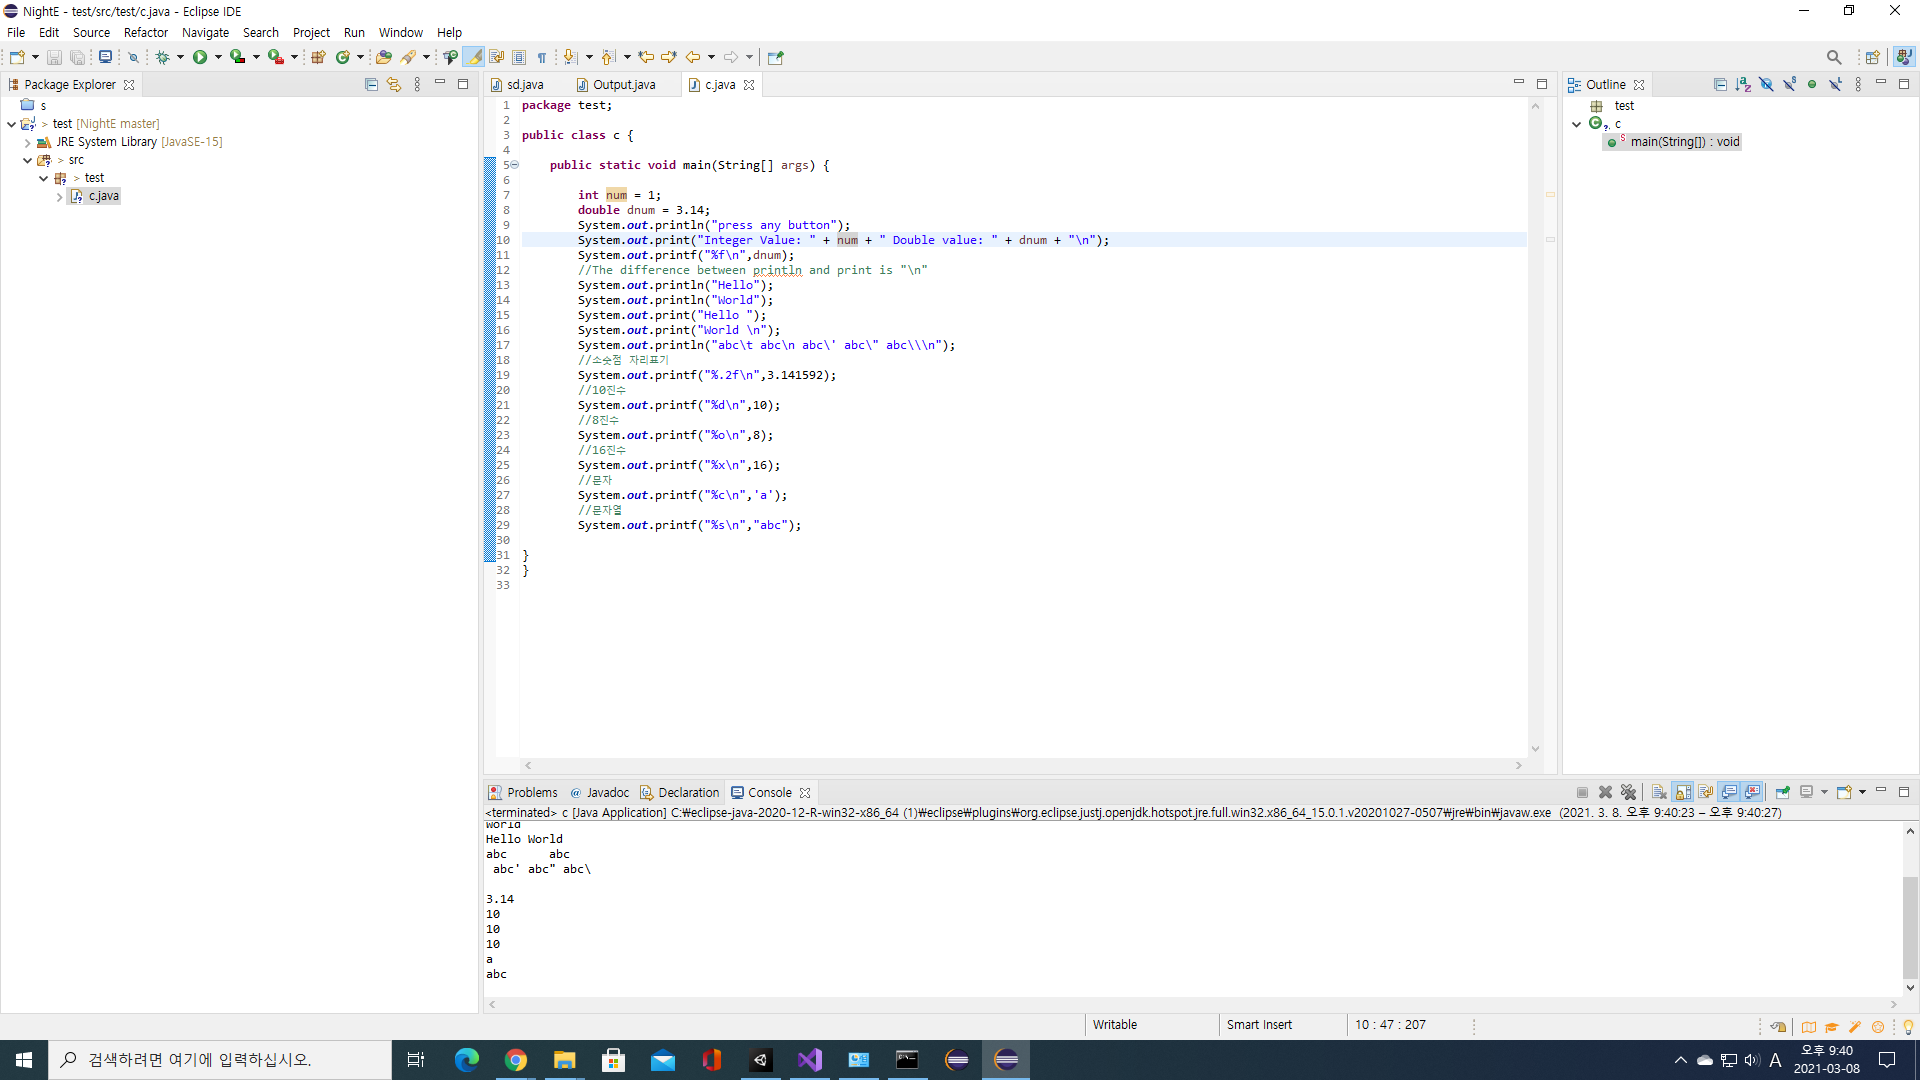 NightE - test/src/test/c.java - Eclipse IDE
File Edit Source Refactor Navigate Search Project Run Window Help
Package Explorer
s
> test [NightE master]
JRE System Library [JavaSE-15]
> src
> test
c.java
sd.java
Output.java
c.java
1 package test;
2
3 public class c {
4
5 public static void main(String[] args) {
6
7 int num = 1;
8 double dnum = 3.14;
9 System.out.println("press any button");
10 System.out.print("Integer Value: " + num + " Double value: " + dnum + "\n");
11 System.out.printf("%f\n",dnum);
12 //The difference between println and print is "\n"
13 System.out.println("Hello");
14 System.out.println("World");
15 System.out.print("Hello ");
16 System.out.print("World \n");
17 System.out.println("abc\t abc\n abc\' abc\" abc\\\n");
18 //소숫점 자리표기
19 System.out.printf("%.2f\n",3.141592);
20 //10진수
21 System.out.printf("%d\n",10);
22 //8진수
23 System.out.printf("%o\n",8);
24 //16진수
25 System.out.printf("%x\n",16);
26 //문자
27 System.out.printf("%c\n",'a');
28 //문자열
29 System.out.printf("%s\n","abc");
30
31 }
32 }
33
Outline
test
c
main(String[]) : void
Problems
@ Javadoc
Declaration
Console
<terminated> c [Java Application] C:₩eclipse-java-2020-12-R-win32-x86_64 (1)₩eclipse₩plugins₩org.eclipse.justj.openjdk.hotspot.jre.full.win32.x86_64_15.0.1.v20201027-0507₩jre₩bin₩javaw.exe (2021. 3. 8. 오후 9:40:23 – 오후 9:40:27)
World
Hello World
abc abc
abc' abc" abc\
3.14
10
10
10
a
abc
Writable
Smart Insert
10 : 47 : 207
검색하려면 여기에 입력하십시오.
A
오후 9:40
2021-03-08